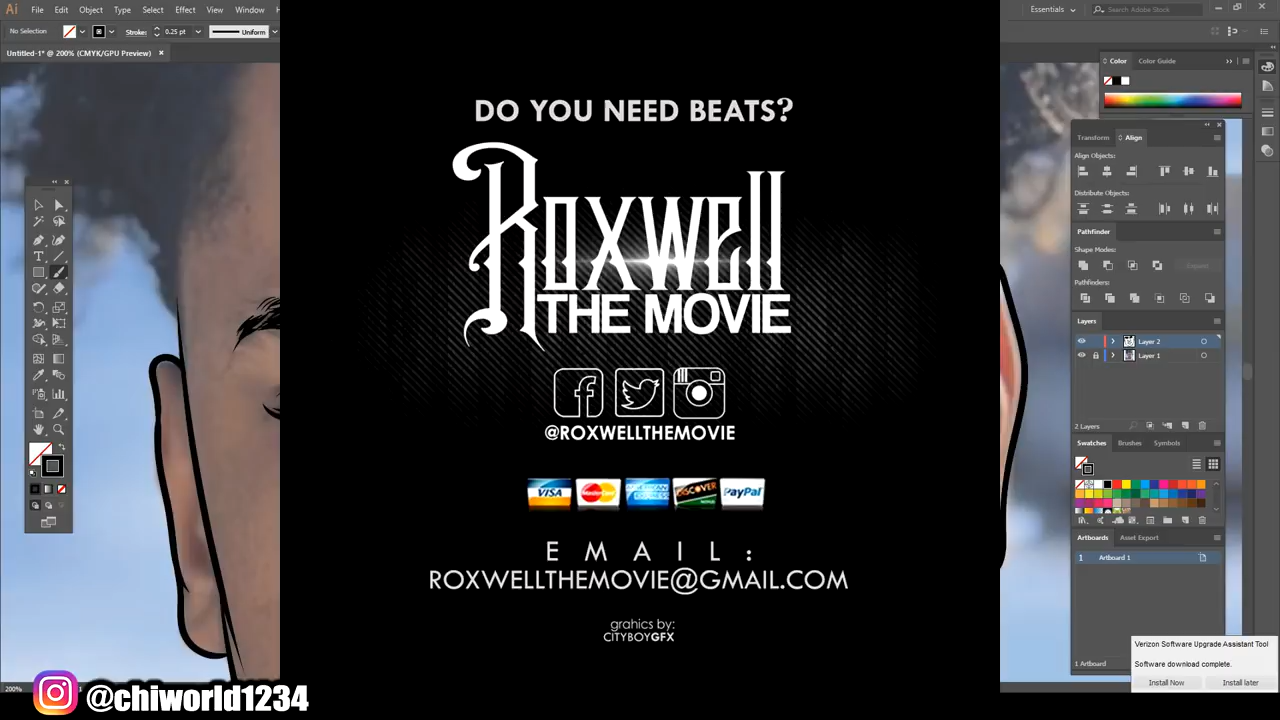 File Edit Object Type Select Effect View Window
Essentials
Search Adobe Stock
No Selection
Stroke:
0.25 pt
Uniform
Untitled-1* @ 200% (CMYK/GPU Preview)
Color
Color Guide
Transform
Align
Align Objects:
Distribute Objects:
Pathfinder
Shape Modes:
Expand
Pathfinders:
Layers
Layer 2
Layer 1
2 Layers
Swatches
Brushes
Symbols
Artboards
Asset Export
1
Artboard 1
1 Artboard
Verizon Software Upgrade Assistant Tool
Software download complete.
Install Now
Install later
200%
DO YOU NEED BEATS?
Roxwell
THE MOVIE
@ROXWELLTHEMOVIE
VISA
MasterCard
AMERICAN EXPRESS
DISCOVER
PayPal
EMAIL:
ROXWELLTHEMOVIE@GMAIL.COM
grahics by:
CITYBOYGFX
@chiworld1234